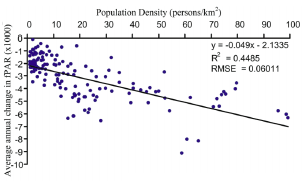 Population Density (persons/km²)
0 10 20 30 40 50 60 70 80 90 100
y = -0.049x - 2.1335
R² = 0.4485
RMSE = 0.06011
Average annual change in fPAR (x1000)
0
-1
-2
-3
-4
-5
-6
-7
-8
-9
-10